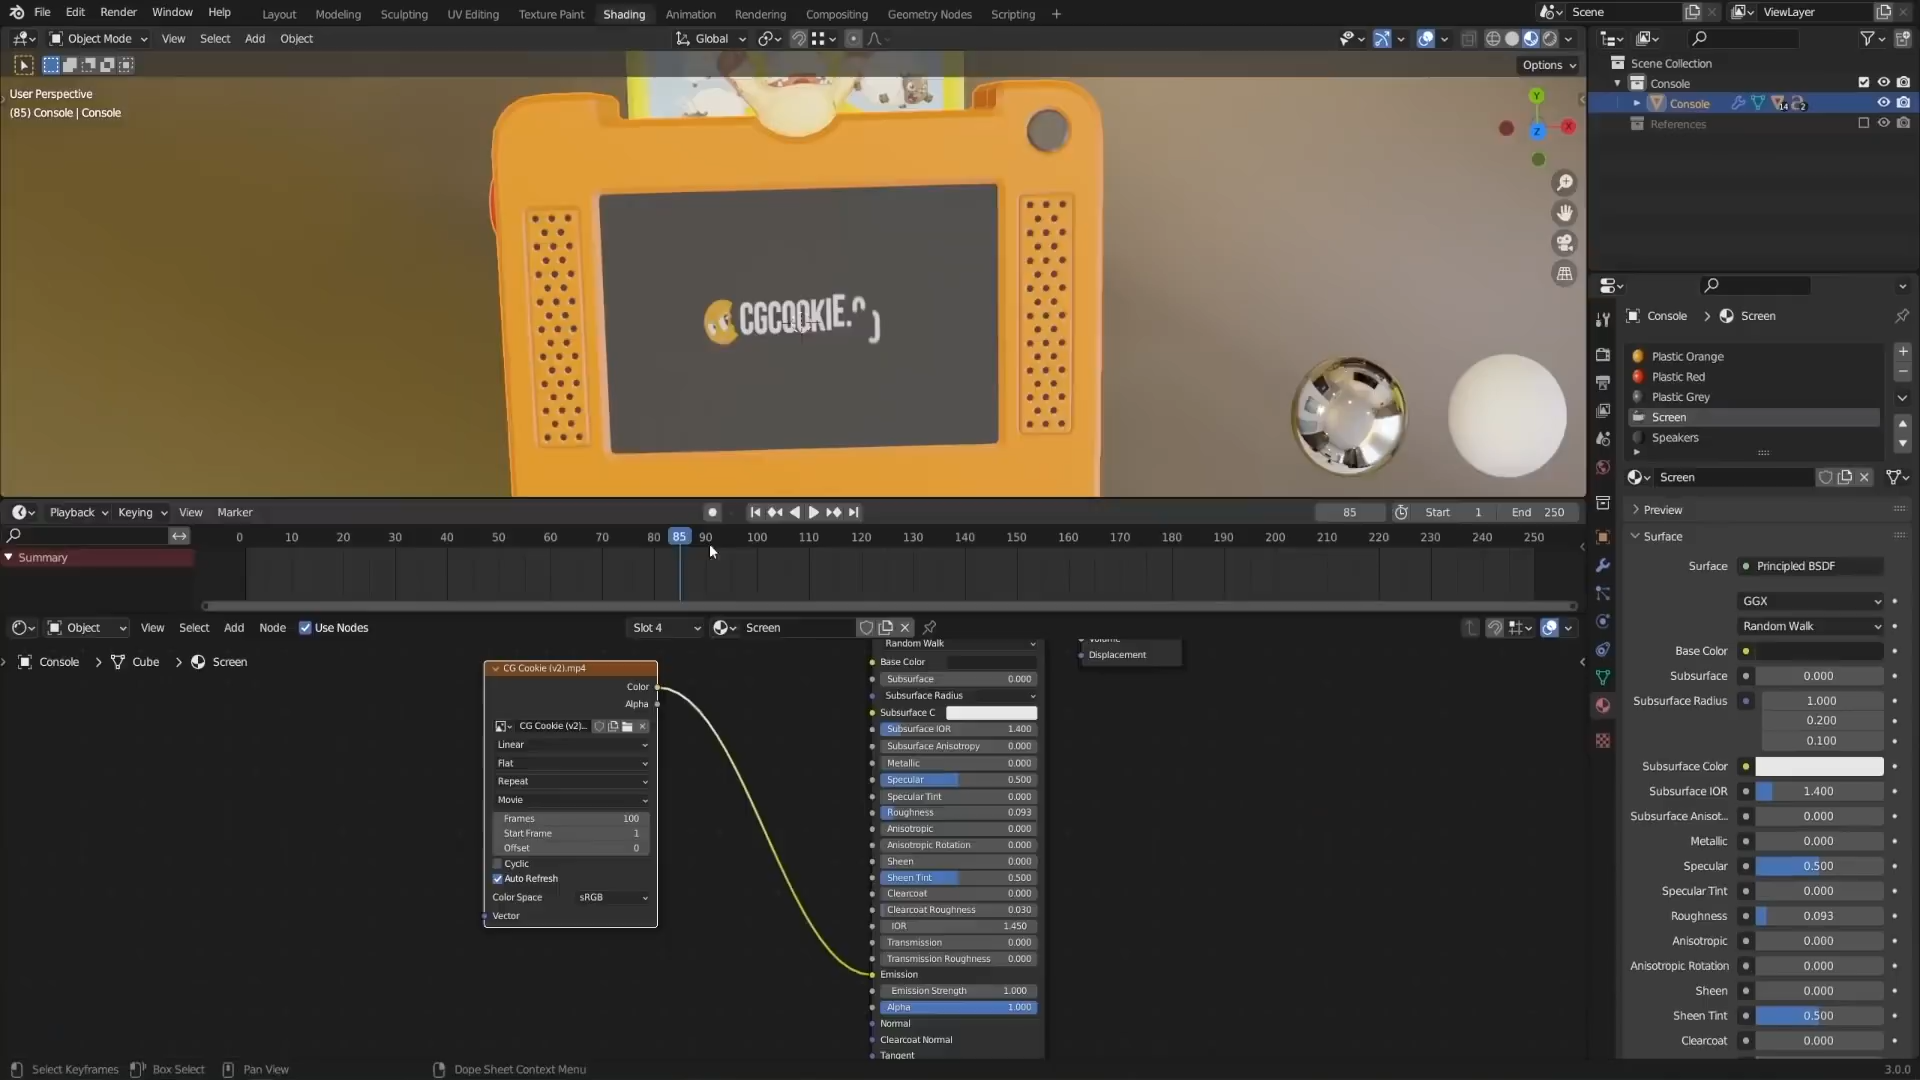 File Edit Render Window Help Layout Modeling Sculpting UV Editing Texture Paint Shading Animation Rendering Compositing Geometry Nodes Scripting + Scene ViewLayer
Object Mode View Select Add Object Global
Options
User Perspective
(85) Console | Console
Y
X
Z
CGCOOKIE.
Scene Collection
Console
Console 14 2
References
Console > Screen
Plastic Orange
Plastic Red
Plastic Grey
Screen
Speakers
Screen
Preview
Surface
Surface Principled BSDF
GGX
Random Walk
Base Color
Subsurface 0.000
Subsurface Radius 1.000
0.200
0.100
Subsurface Color
Subsurface IOR 1.400
Subsurface Anisot... 0.000
Metallic 0.000
Specular 0.500
Specular Tint 0.000
Roughness 0.093
Anisotropic 0.000
Anisotropic Rotation 0.000
Sheen 0.000
Sheen Tint 0.500
Clearcoat 0.000
Playback Keying View Marker 85 Start 1 End 250
0 10 20 30 40 50 60 70 80 85 90 100 110 120 130 140 150 160 170 180 190 200 210 220 230 240 250
Summary
Object View Select Add Node Use Nodes Slot 4 Screen
Console > Cube > Screen
CG Cookie (v2).mp4
Color
Alpha
CG Cookie (v2)...
Linear
Flat
Repeat
Movie
Frames 100
Start Frame 1
Offset 0
Cyclic
Auto Refresh
Color Space sRGB
Vector
Random Walk
Base Color
Subsurface 0.000
Subsurface Radius
Subsurface C
Subsurface IOR 1.400
Subsurface Anisotropy 0.000
Metallic 0.000
Specular 0.500
Specular Tint 0.000
Roughness 0.093
Anisotropic 0.000
Anisotropic Rotation 0.000
Sheen 0.000
Sheen Tint 0.500
Clearcoat 0.000
Clearcoat Roughness 0.030
IOR 1.450
Transmission 0.000
Transmission Roughness 0.000
Emission
Emission Strength 1.000
Alpha 1.000
Normal
Clearcoat Normal
Tangent
Volume
Displacement
Select Keyframes Box Select Pan View Dope Sheet Context Menu 3.0.0